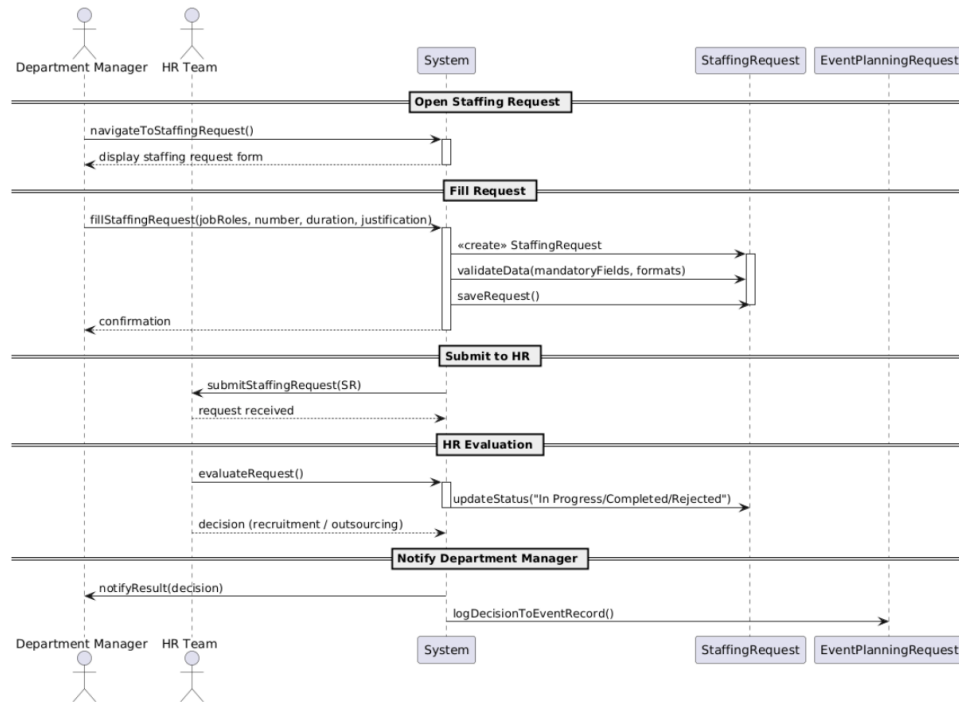 Department Manager HR Team System StaffingRequest EventPlanningRequest
Open Staffing Request
navigateToStaffingRequest()
display staffing request form
Fill Request
fillStaffingRequest(jobRoles, number, duration, justification)
«create» StaffingRequest
validateData(mandatoryFields, formats)
saveRequest()
confirmation
Submit to HR
submitStaffingRequest(SR)
request received
HR Evaluation
evaluateRequest()
updateStatus("In Progress/Completed/Rejected")
decision (recruitment / outsourcing)
Notify Department Manager
notifyResult(decision)
logDecisionToEventRecord()
Department Manager HR Team System StaffingRequest EventPlanningRequest